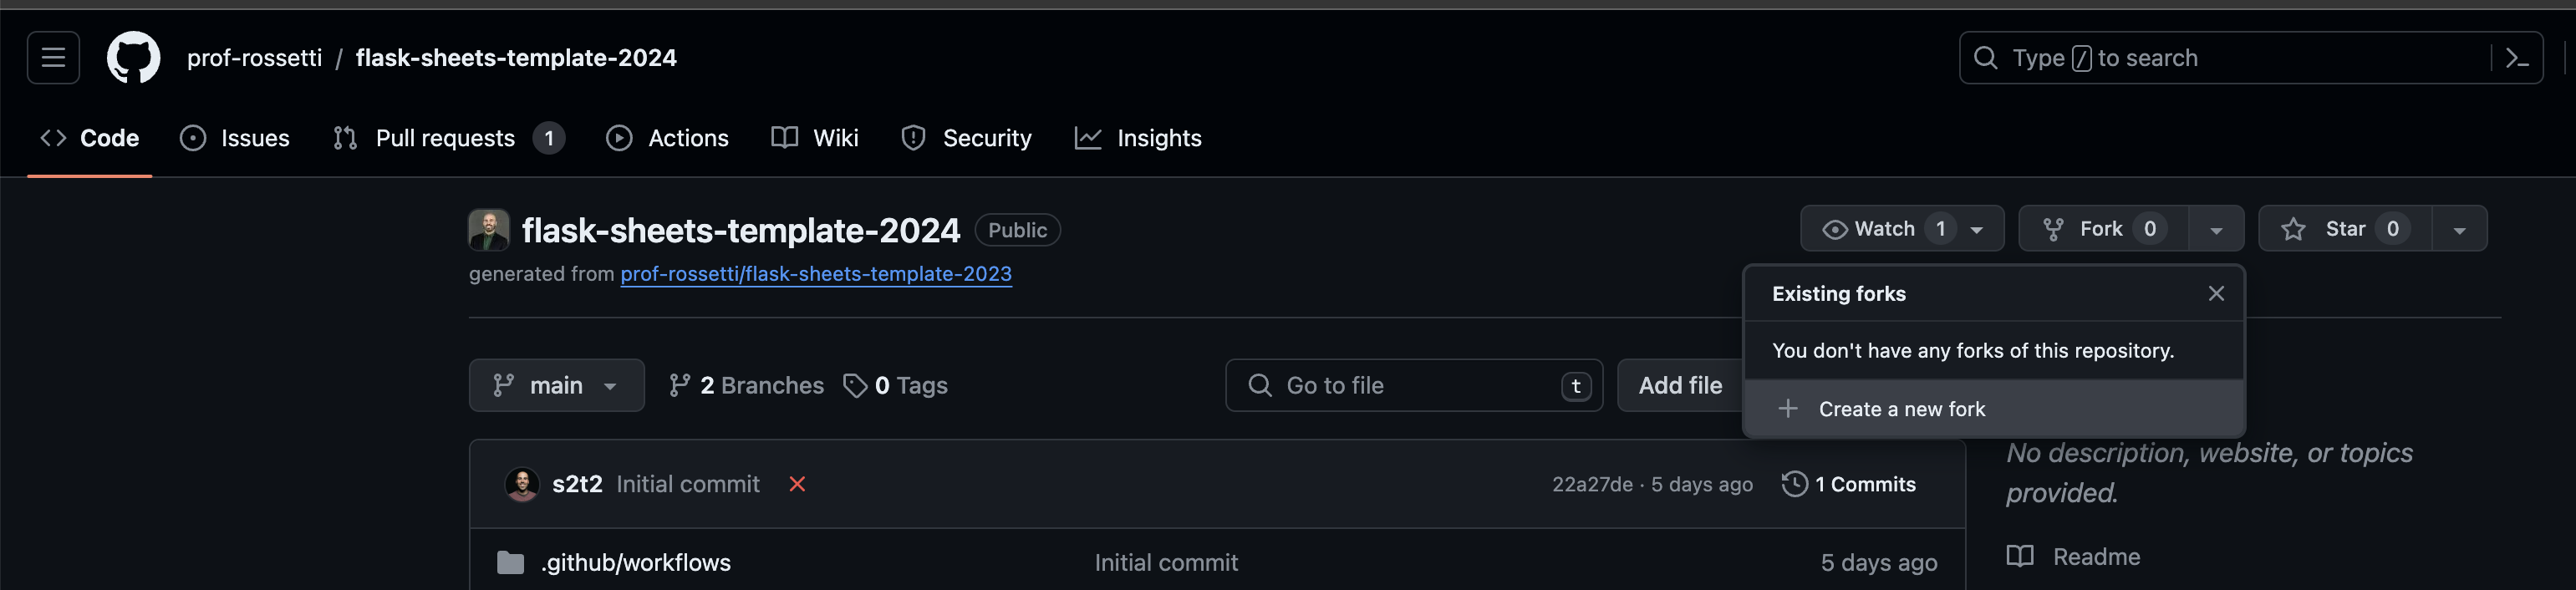 prof-rossetti / flask-sheets-template-2024
Type / to search
Code
Issues
Pull requests 1
Actions
Wiki
Security
Insights
flask-sheets-template-2024 Public
Watch 1
Fork 0
Star 0
generated from prof-rossetti/flask-sheets-template-2023
Existing forks
You don't have any forks of this repository.
Create a new fork
main
2 Branches
0 Tags
Go to file t
Add file
s2t2 Initial commit
22a27de · 5 days ago
1 Commits
.github/workflows
Initial commit
5 days ago
No description, website, or topics
provided.
Readme